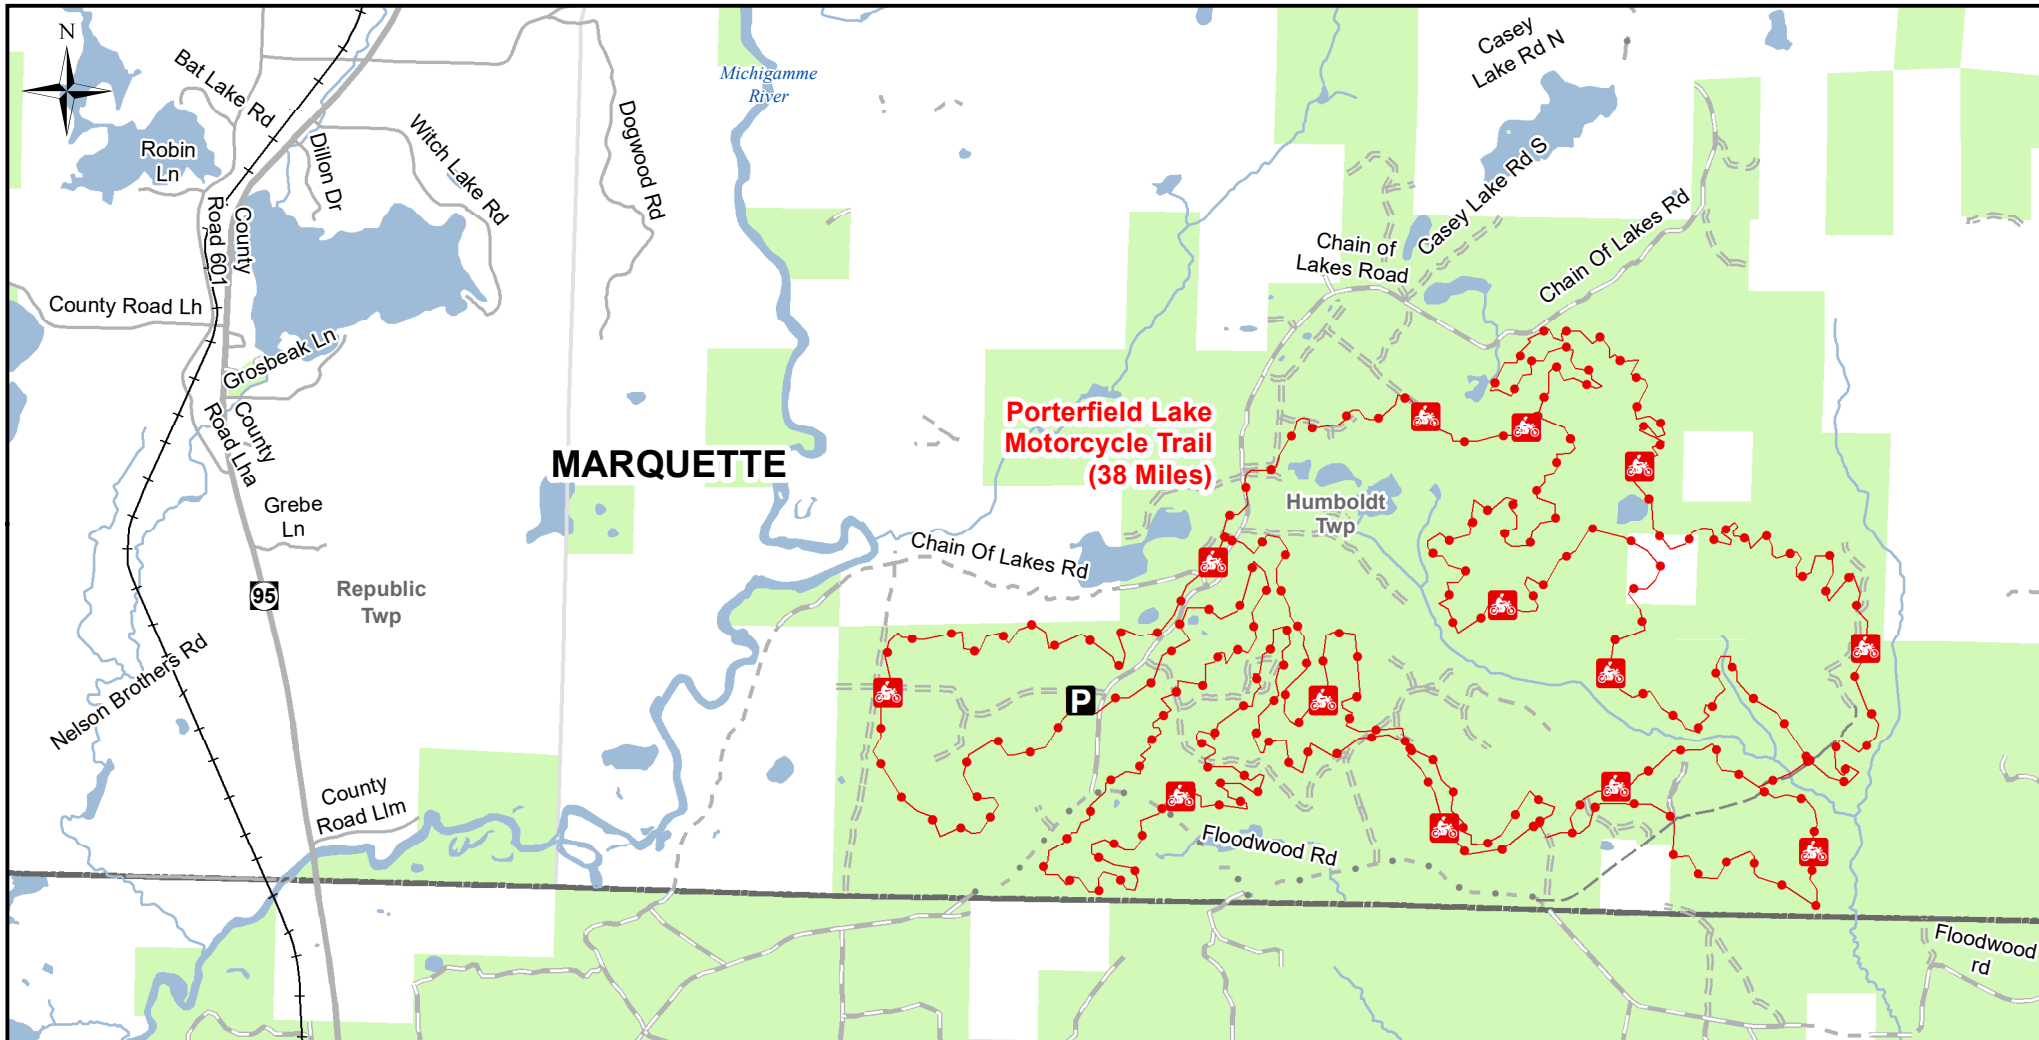 N
Bat Lake Rd
Robin
Ln
Dillon Dr
Witch Lake Rd
Dogwood Rd
Michigamme
River
Casey
Lake Rd N
Casey Lake Rd S
Chain of
Lakes Road
Chain Of Lakes Rd
County
Road 601
County Road Lh
Grosbeak Ln
County
Road Lha
Grebe
Ln
95
Republic
Twp
MARQUETTE
Porterfield Lake
Motorcycle Trail
(38 Miles)
Humboldt
Twp
Chain Of Lakes Rd
Nelson Brothers Rd
P
County
Road Llm
Floodwood Rd
Floodwood
rd